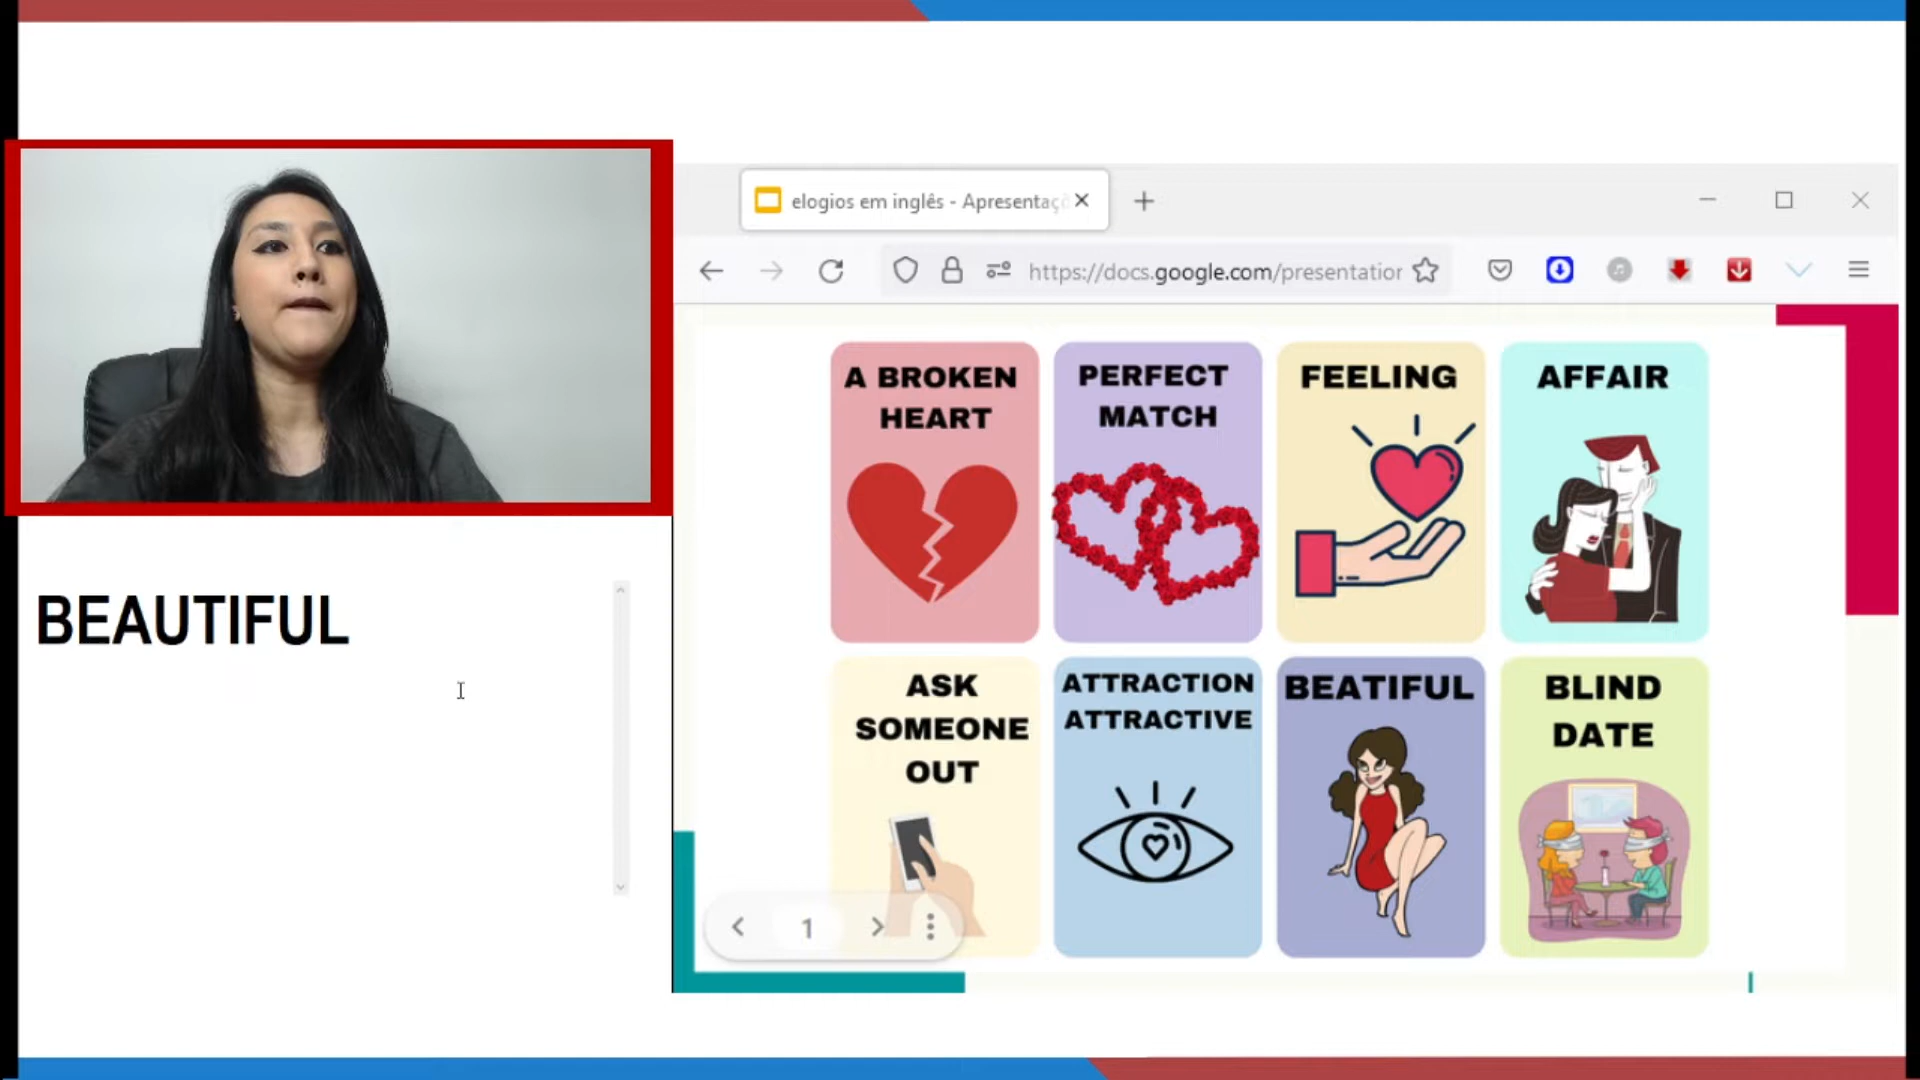 elogios em inglês - Apresentaç
https://docs.google.com/presentation
A BROKEN
HEART
PERFECT
MATCH
FEELING
AFFAIR
BEAUTIFUL
ASK
SOMEONE
OUT
ATTRACTION
ATTRACTIVE
BEATIFUL
BLIND
DATE
1